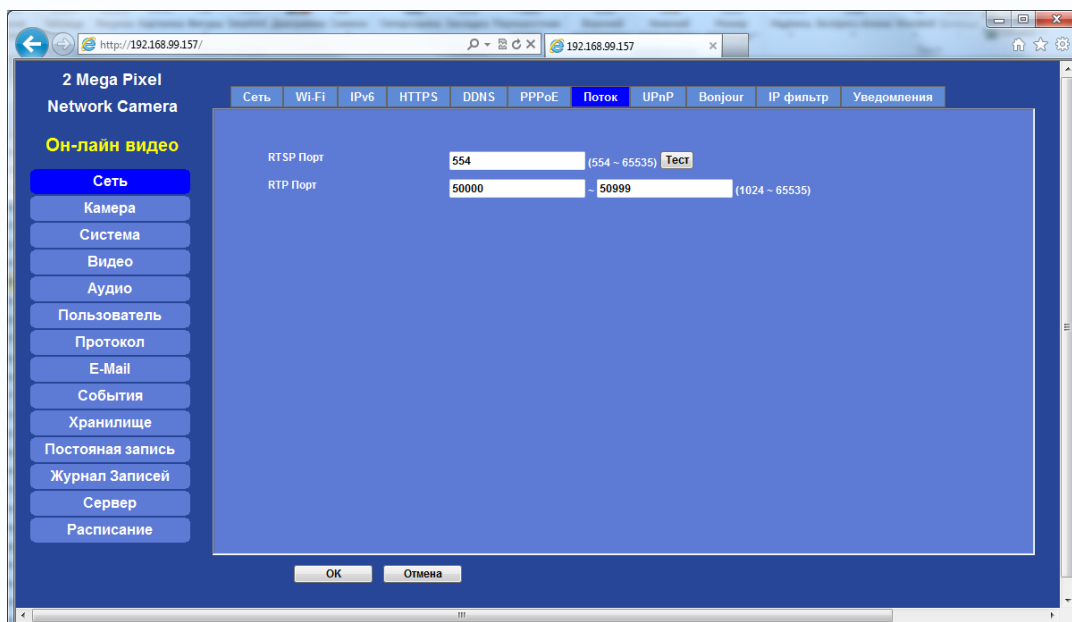 http://192.168.99.157/
192.168.99.157
2 Mega Pixel
Network Camera
Он-лайн видео
Сеть
Камера
Система
Видео
Аудио
Пользователь
Протокол
E-Mail
События
Хранилище
Постояная запись
Журнал Записей
Сервер
Расписание
Сеть Wi-Fi IPv6 HTTPS DDNS PPPoE Поток UPnP Bonjour IP фильтр Уведомления
RTSP Порт 554 (554 ~ 65535) Тест
RTP Порт 50000 ~ 50999 (1024 ~ 65535)
OK Отмена